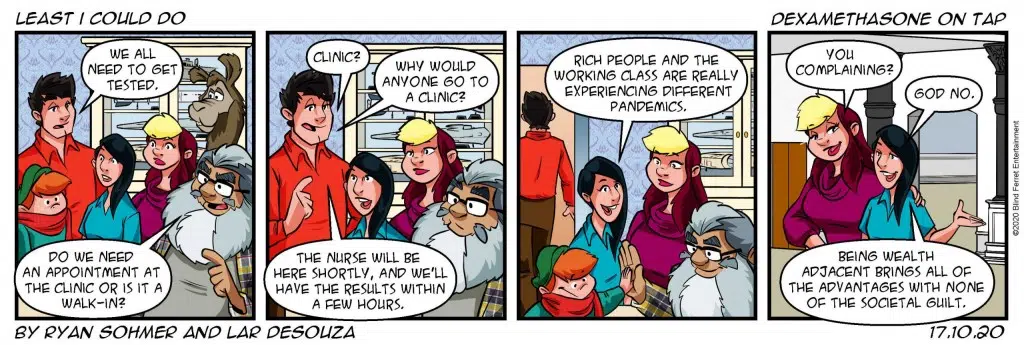 LEAST I COULD DO
DEXAMETHASONE ON TAP
WE ALL
NEED TO GET
TESTED.
DO WE NEED
AN APPOINTMENT AT
THE CLINIC OR IS IT A
WALK-IN?
CLINIC?
WHY WOULD
ANYONE GO TO
A CLINIC?
THE NURSE WILL BE
HERE SHORTLY, AND WE'LL
HAVE THE RESULTS WITHIN
A FEW HOURS.
RICH PEOPLE AND THE
WORKING CLASS ARE REALLY
EXPERIENCING DIFFERENT
PANDEMICS.
YOU
COMPLAINING?
GOD NO.
BEING WEALTH
ADJACENT BRINGS ALL OF
THE ADVANTAGES WITH NONE
OF THE SOCIETAL GUILT.
©2020 Blind Ferret Entertainment
BY RYAN SOHMER AND LAR DESOUZA
17.10.20